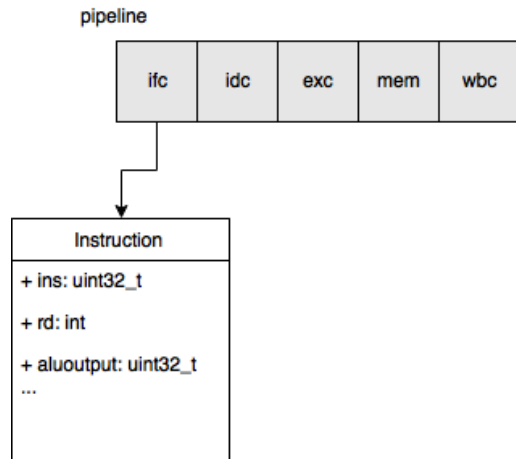 pipeline
ifc idc exc mem wbc
Instruction
+ ins: uint32_t
+ rd: int
+ aluoutput: uint32_t
...